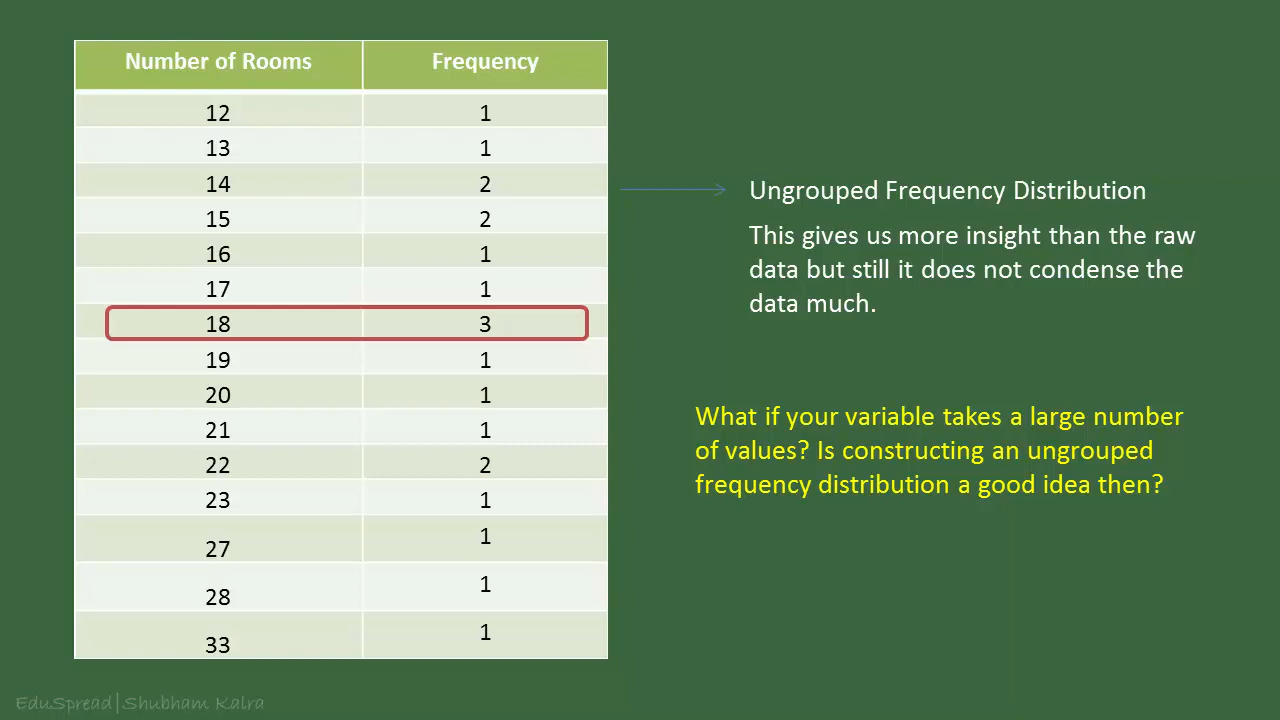 Number of Rooms Frequency
12 1
13 1
14 2
15 2
16 1
17 1
18 3
19 1
20 1
21 1
22 2
23 1
27 1
28 1
33 1
Ungrouped Frequency Distribution
This gives us more insight than the raw
data but still it does not condense the
data much.
What if your variable takes a large number
of values? Is constructing an ungrouped
frequency distribution a good idea then?
EduSpread|Shubham Kalra